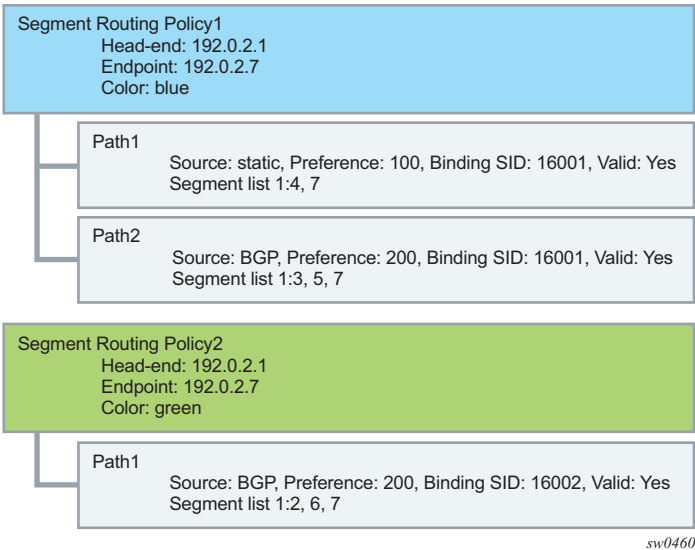 Segment Routing Policy1
Head-end: 192.0.2.1
Endpoint: 192.0.2.7
Color: blue
Path1
Source: static, Preference: 100, Binding SID: 16001, Valid: Yes
Segment list 1:4, 7
Path2
Source: BGP, Preference: 200, Binding SID: 16001, Valid: Yes
Segment list 1:3, 5, 7
Segment Routing Policy2
Head-end: 192.0.2.1
Endpoint: 192.0.2.7
Color: green
Path1
Source: BGP, Preference: 200, Binding SID: 16002, Valid: Yes
Segment list 1:2, 6, 7
sw0460